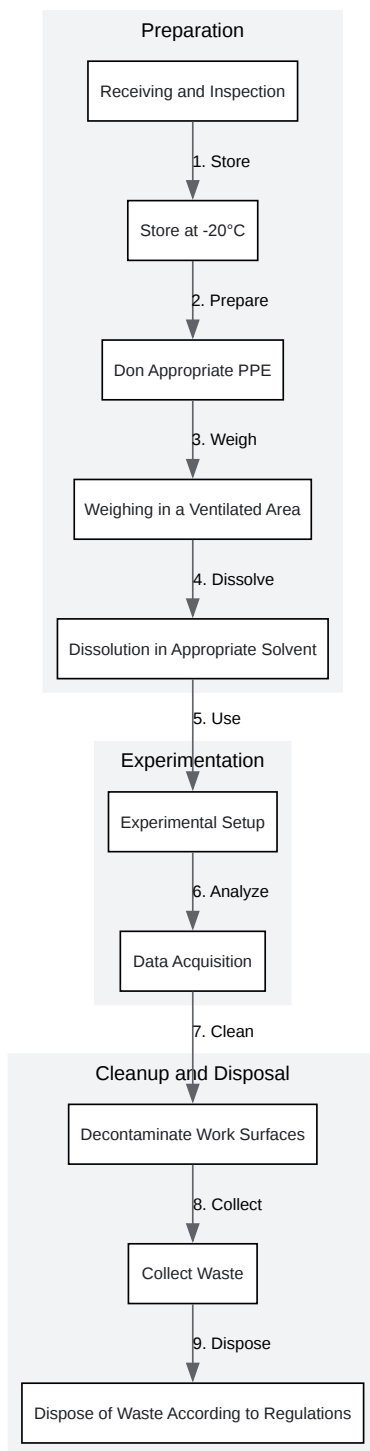 Preparation
Receiving and Inspection
1. Store
Store at -20°C
2. Prepare
Don Appropriate PPE
3. Weigh
Weighing in a Ventilated Area
4. Dissolve
Dissolution in Appropriate Solvent
5. Use
Experimentation
Experimental Setup
6. Analyze
Data Acquisition
7. Clean
Cleanup and Disposal
Decontaminate Work Surfaces
8. Collect
Collect Waste
9. Dispose
Dispose of Waste According to Regulations